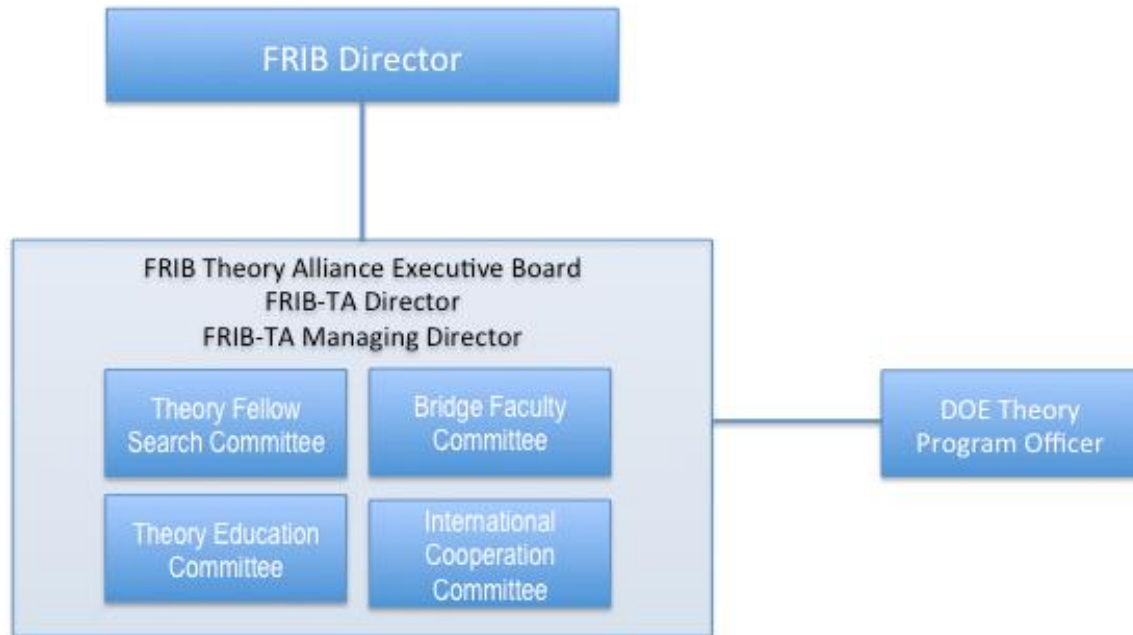 FRIB Director
FRIB Theory Alliance Executive Board
FRIB-TA Director
FRIB-TA Managing Director
Theory Fellow
Search Committee
Bridge Faculty
Committee
Theory Education
Committee
International
Cooperation
Committee
DOE Theory
Program Officer